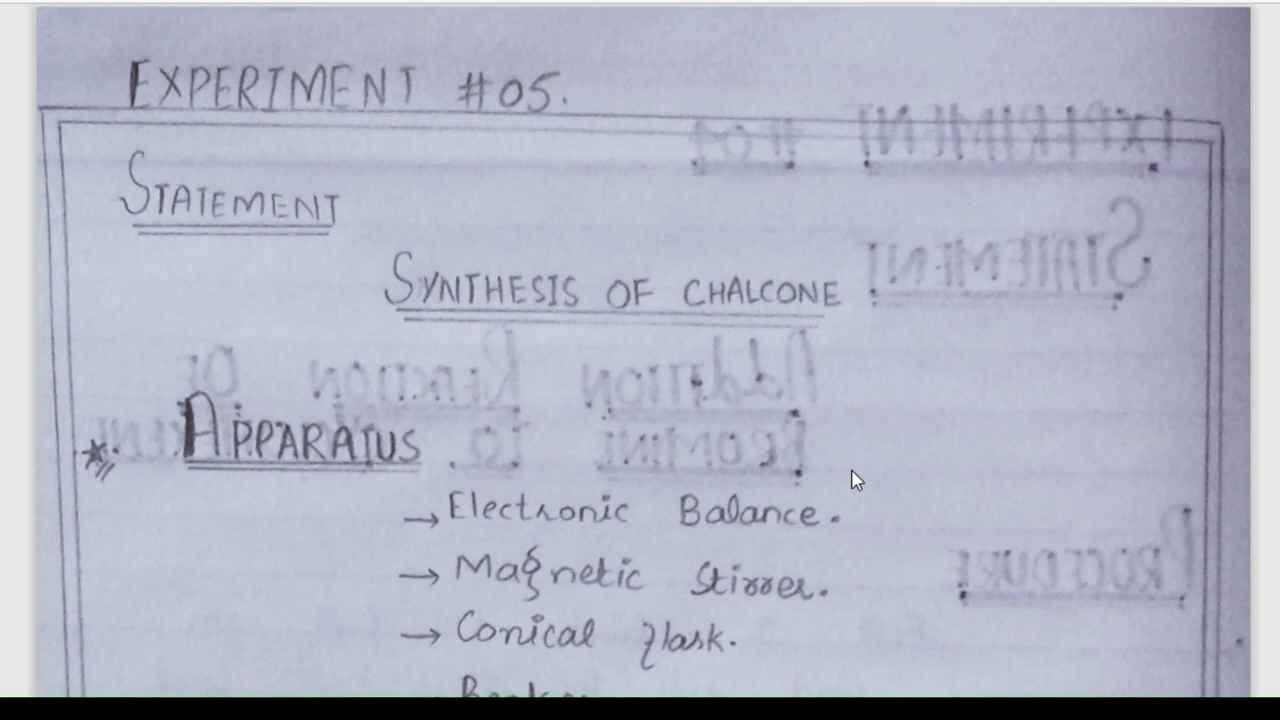 EXPERIMENT #05.
STATEMENT
SYNTHESIS OF CHALCONE
APPARATUS
→ Electronic Balance.
→ Magnetic Stirrer.
→ Conical flask.